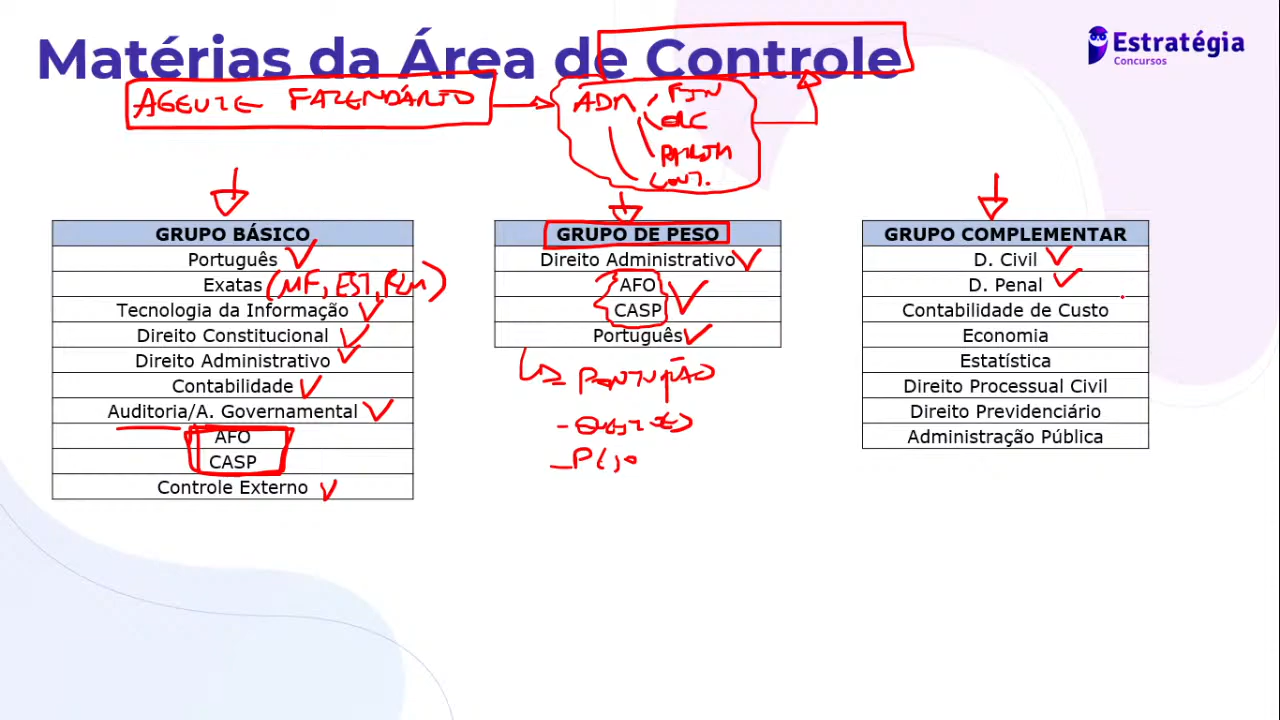 Matérias da Área de Controle
Estratégia
Concursos
AGENTE FAZENDÁRIO
ADM
FIN
ORC
PATRIM
CONT.
GRUPO BÁSICO
Português
Exatas (MF, EST, RLM)
Tecnologia da Informação
Direito Constitucional
Direito Administrativo
Contabilidade
Auditoria/A. Governamental
AFO
CASP
Controle Externo
GRUPO DE PESO
Direito Administrativo
AFO
CASP
Português
PONTUAÇÃO
- QUESTÕES
GRUPO COMPLEMENTAR
D. Civil
D. Penal
Contabilidade de Custo
Economia
Estatística
Direito Processual Civil
Direito Previdenciário
Administração Pública